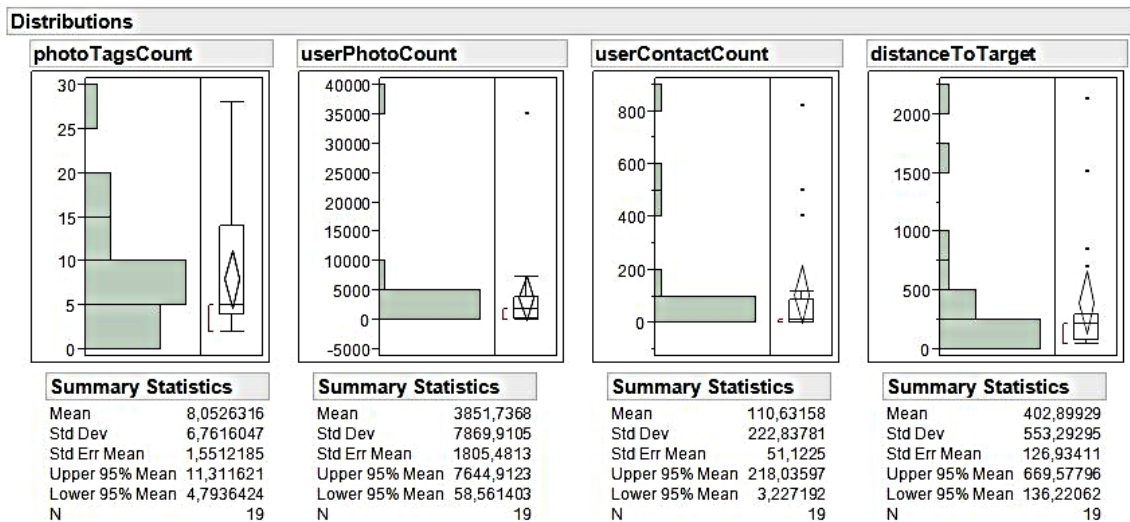 Distributions
photoTagsCount userPhotoCount userContactCount distanceToTarget
30
25
20
15
10
5
0
40000
35000
30000
25000
20000
15000
10000
5000
0
-5000
800
600
400
200
0
2000
1500
1000
500
0
Summary Statistics
Mean 8,0526316
Std Dev 6,7616047
Std Err Mean 1,5512185
Upper 95% Mean 11,311621
Lower 95% Mean 4,7936424
N 19
Summary Statistics
Mean 3851,7368
Std Dev 7869,9105
Std Err Mean 1805,4813
Upper 95% Mean 7644,9123
Lower 95% Mean 58,561403
N 19
Summary Statistics
Mean 110,63158
Std Dev 222,83781
Std Err Mean 51,1225
Upper 95% Mean 218,03597
Lower 95% Mean 3,227192
N 19
Summary Statistics
Mean 402,89929
Std Dev 553,29295
Std Err Mean 126,93411
Upper 95% Mean 669,57796
Lower 95% Mean 136,22062
N 19